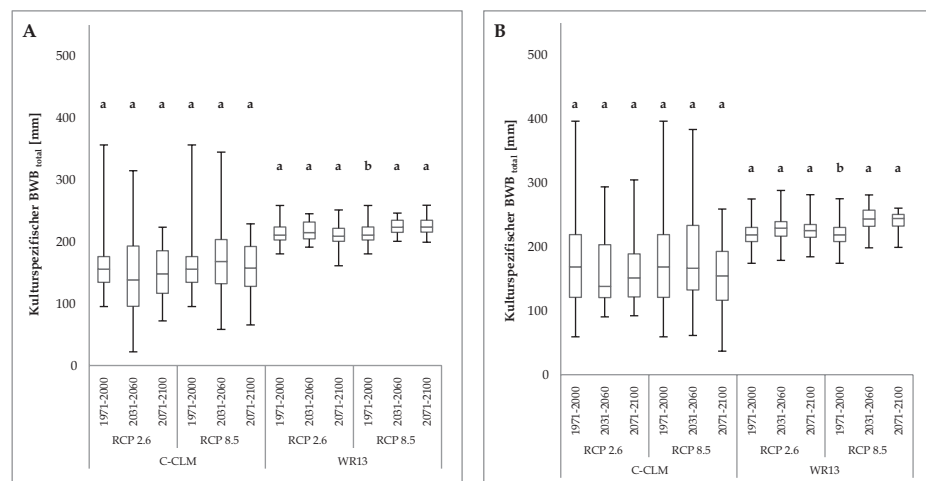 A
Kulturspezifischer BWB total [mm]
500
400
300
200
100
0
a a a a a a a a a b a a
1971-2000 2031-2060 2071-2100 1971-2000 2031-2060 2071-2100 1971-2000 2031-2060 2071-2100 1971-2000 2031-2060 2071-2100
RCP 2.6 RCP 8.5 RCP 2.6 RCP 8.5
C-CLM WR13
B
Kulturspezifischer BWB total [mm]
500
400
300
200
100
0
a a a a a a a a a b a a
1971-2000 2031-2060 2071-2100 1971-2000 2031-2060 2071-2100 1971-2000 2031-2060 2071-2100 1971-2000 2031-2060 2071-2100
RCP 2.6 RCP 8.5 RCP 2.6 RCP 8.5
C-CLM WR13